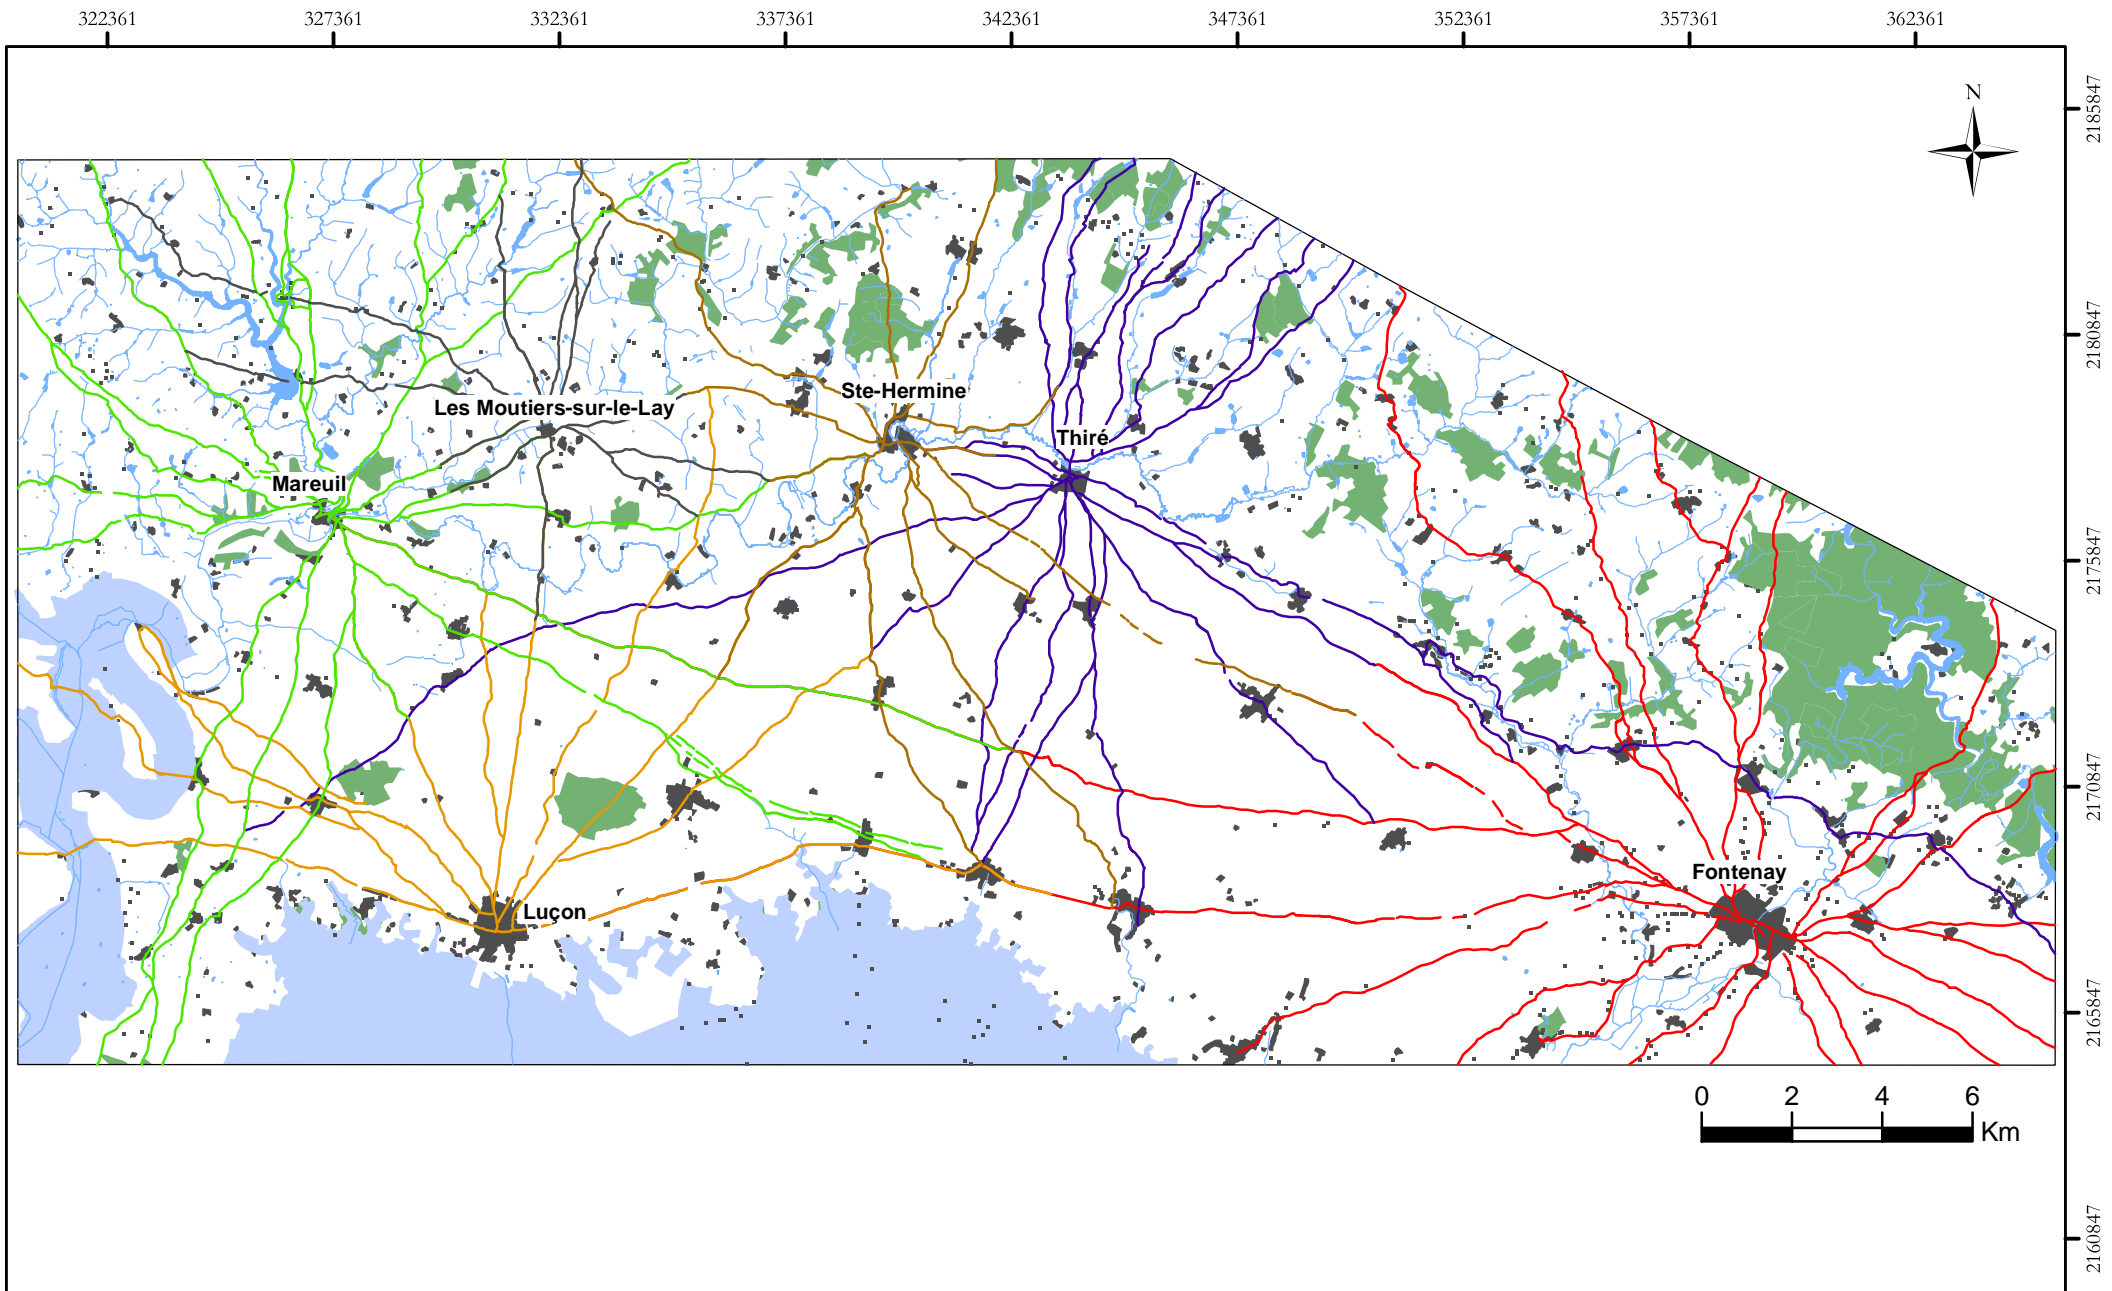 322361 327361 332361 337361 342361 347361 352361 357361 362361
N
2185847
2180847
Ste-Hermine
Les Moutiers-sur-le-Lay
Thiré
Mareuil
2175847
2170847
Fontenay
Luçon
2165847
0 2 4 6
Km
2160847